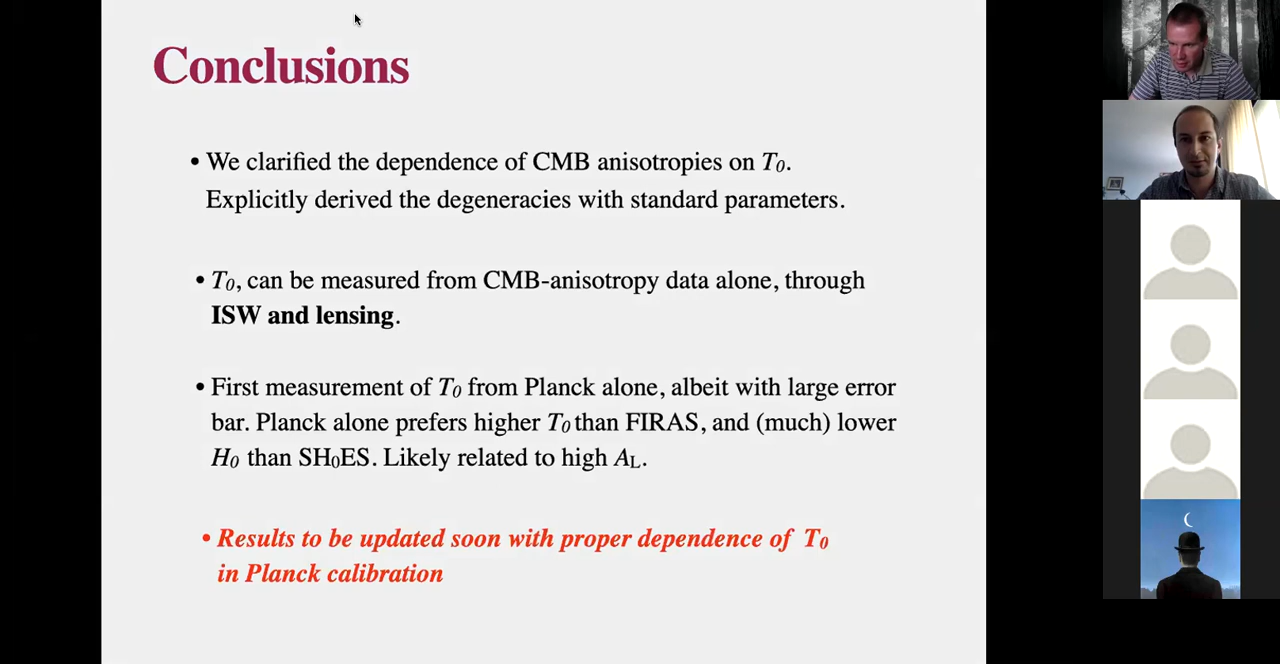 Conclusions
• We clarified the dependence of CMB anisotropies on T₀.
Explicitly derived the degeneracies with standard parameters.
• T₀, can be measured from CMB-anisotropy data alone, through
ISW and lensing.
• First measurement of T₀ from Planck alone, albeit with large error
bar. Planck alone prefers higher T₀ than FIRAS, and (much) lower
H₀ than SH₀ES. Likely related to high A_L.
• Results to be updated soon with proper dependence of T₀
in Planck calibration